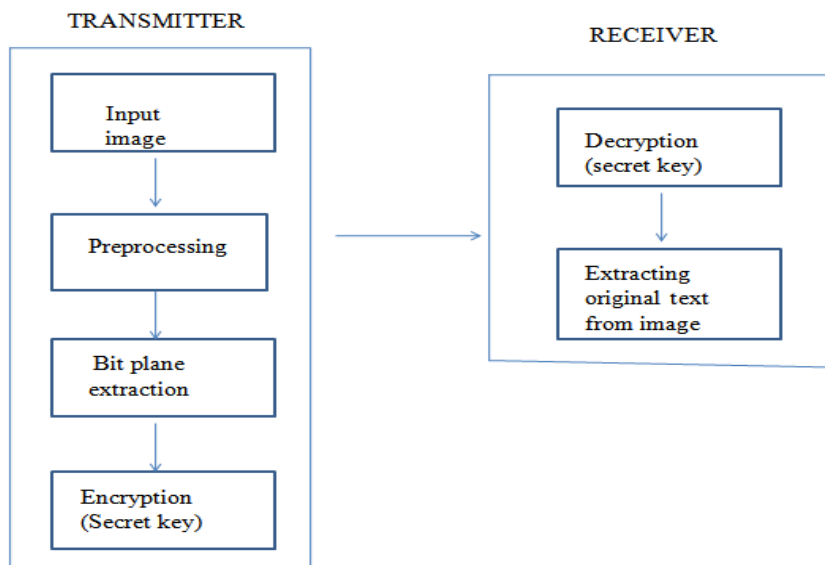 TRANSMITTER
Input
image
Preprocessing
Bit plane
extraction
Encryption
(Secret key)
RECEIVER
Decryption
(secret key)
Extracting
original text
from image